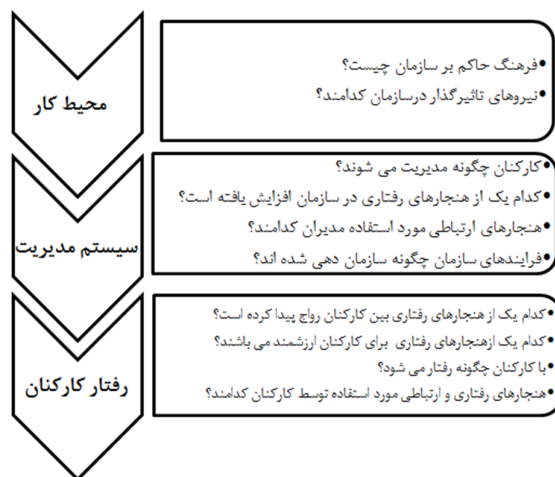 محیط کار
•فرهنگ حاکم بر سازمان چیست؟
•نیروهای تاثیرگذار درسازمان کدامند؟
سیستم مدیریت
•کارکنان چگونه مدیریت می شوند؟
•کدام یک از هنجارهای رفتاری در سازمان افزایش یافته است؟
•هنجارهای ارتباطی مورد استفاده مدیران کدامند؟
•فرایندهای سازمان چگونه سازمان دهی شده اند؟
رفتار کارکنان
•کدام یک از هنجارهای رفتاری بین کارکنان رواج پیدا کرده است؟
•کدام یک ازهنجارهای رفتاری برای کارکنان ارزشمند می باشند؟
•با کارکنان چگونه رفتار می شود؟
•هنجارهای رفتاری و ارتباطی مورد استفاده توسط کارکنان کدامند؟